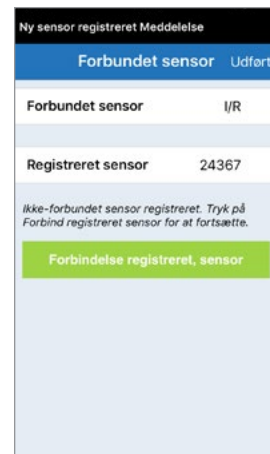 Ny sensor registreret Meddelelse
Forbundet sensor Udført
Forbundet sensor I/R
Registreret sensor 24367
Ikke-forbundet sensor registreret. Tryk på
Forbind registreret sensor for at fortsætte.
Forbindelse registreret, sensor